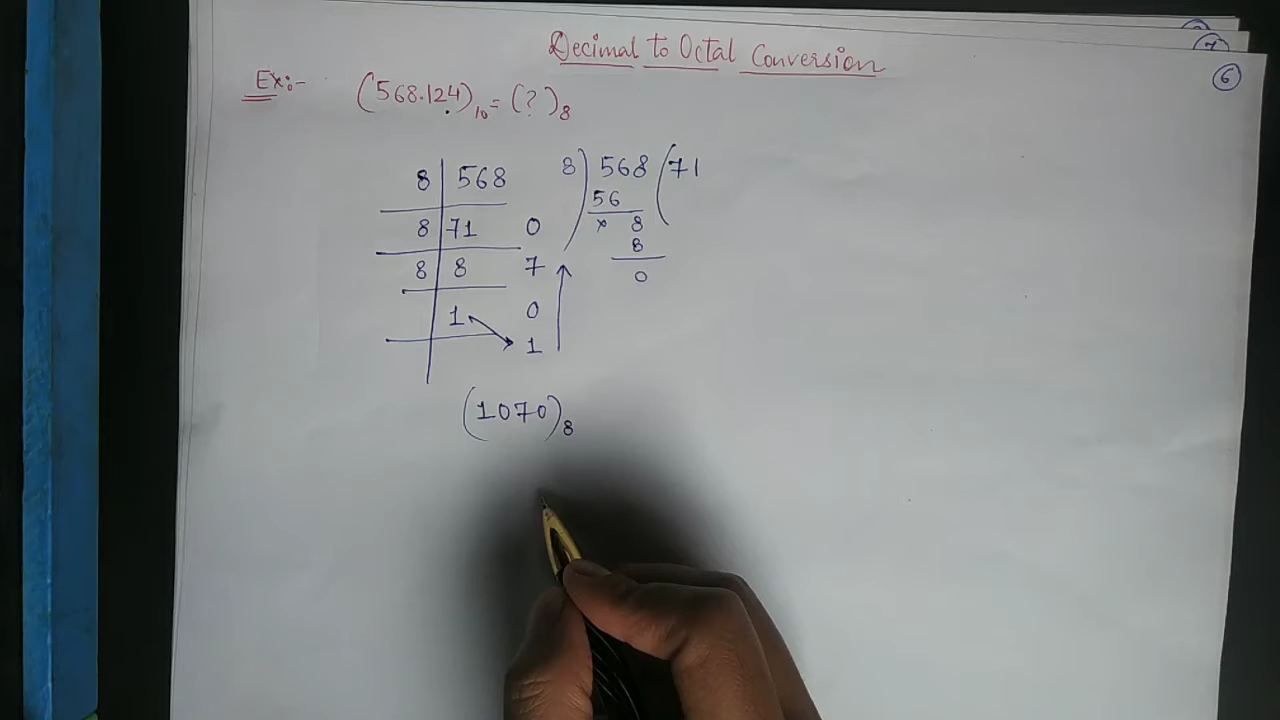 Decimal to Octal Conversion
6
7
Ex:- (568.124)10 = (?)8
8 568
8 71 0
8 8 7
1 0
1
8) 568 (71
56
× 8
8
0
(1070)8